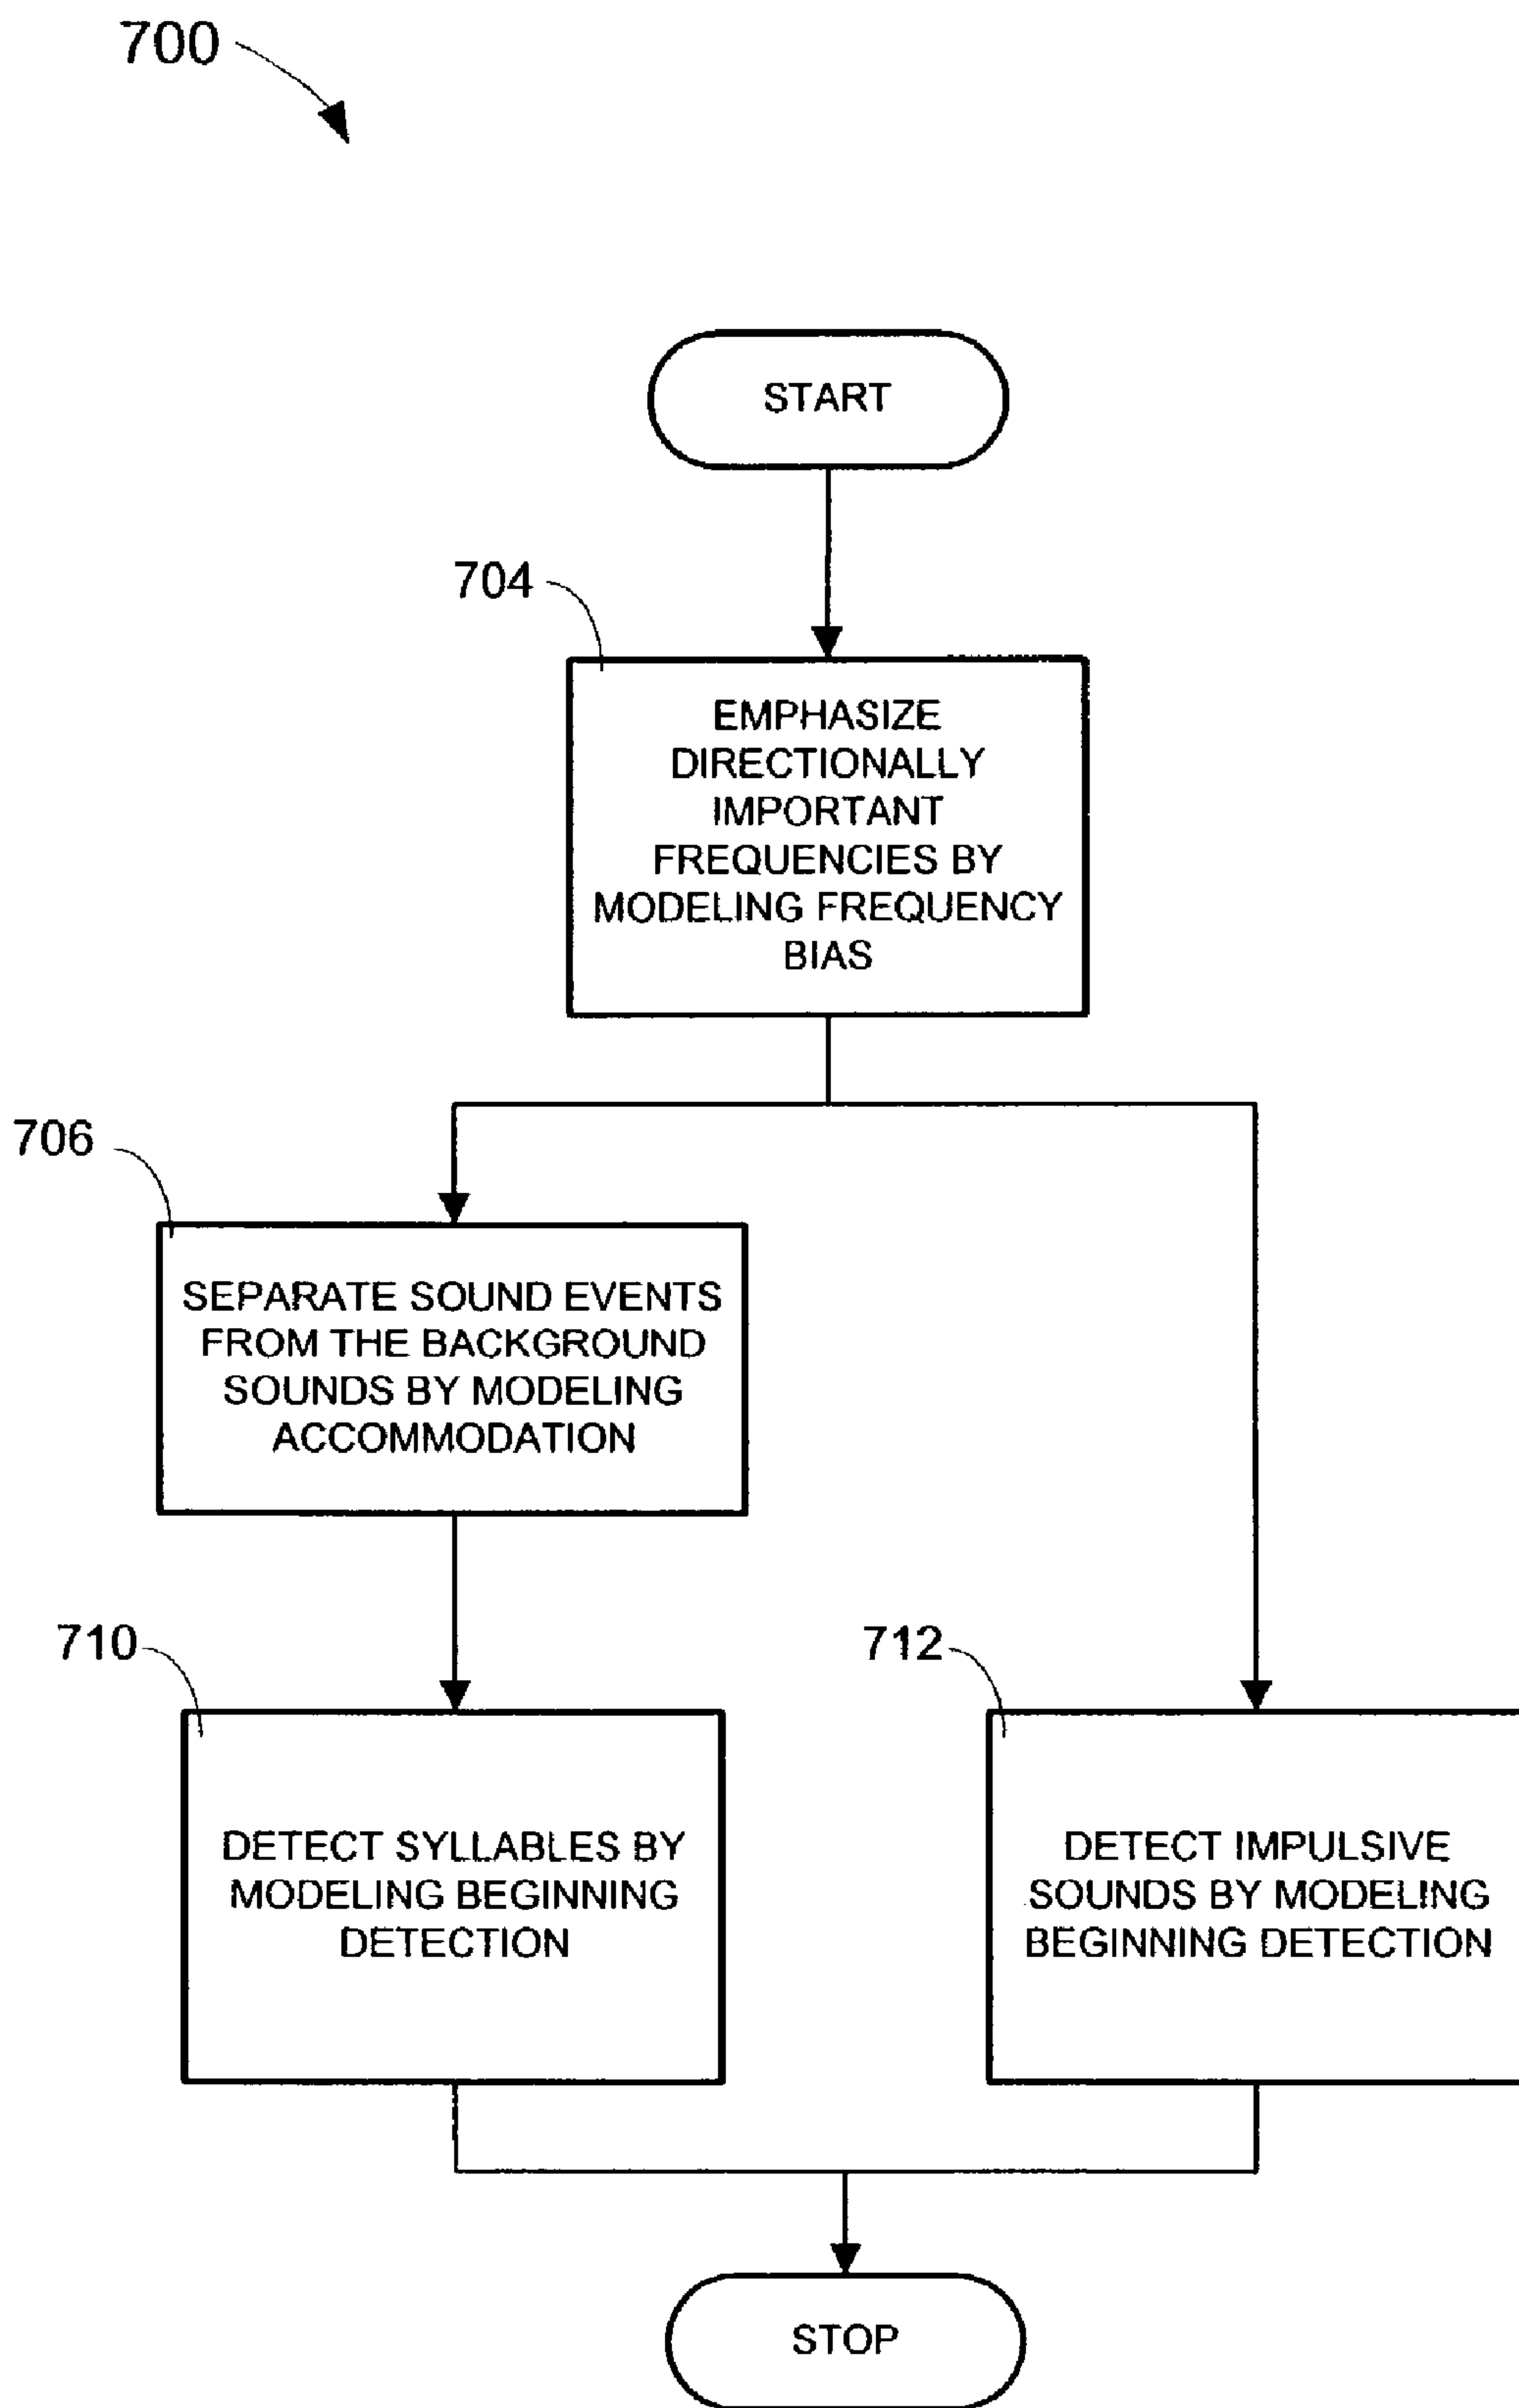 700
START
704
EMPHASIZE
DIRECTIONALLY
IMPORTANT
FREQUENCIES BY
MODELING FREQUENCY
BIAS
706
SEPARATE SOUND EVENTS
FROM THE BACKGROUND
SOUNDS BY MODELING
ACCOMMODATION
710
DETECT SYLLABLES BY
MODELING BEGINNING
DETECTION
712
DETECT IMPULSIVE
SOUNDS BY MODELING
BEGINNING DETECTION
STOP